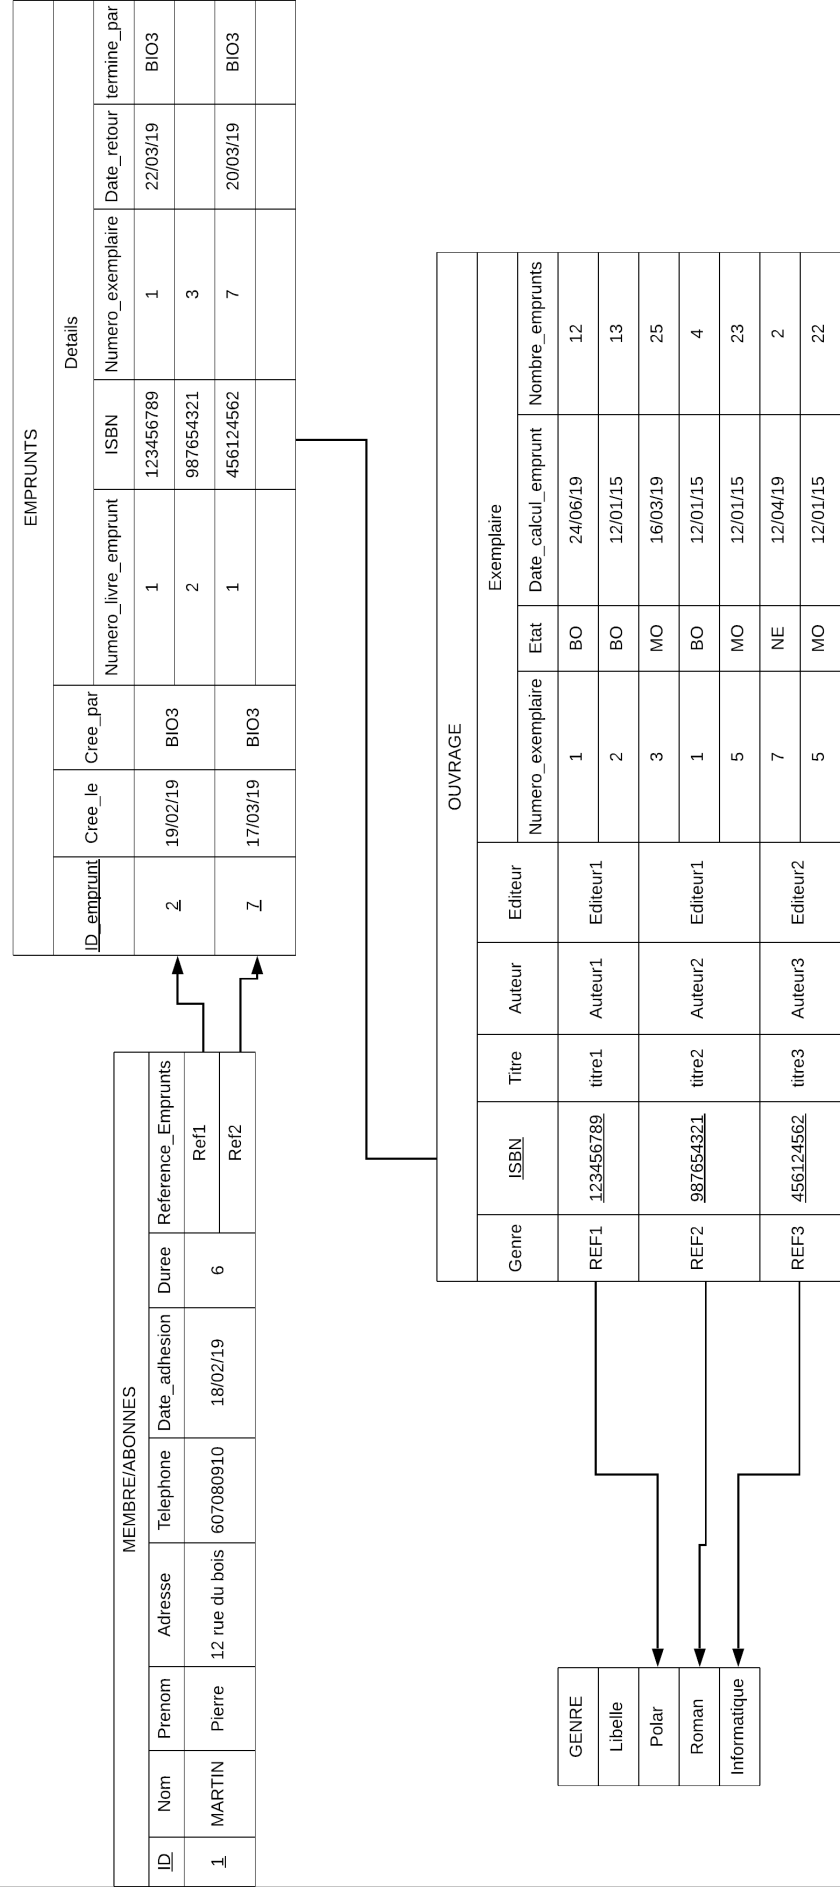 EMPRUNTS
Details
ID_emprunt Cree_le Cree_par Numero_livre_emprunt ISBN Numero_exemplaire Date_retour termine_par
2 19/02/19 BIO3 1 123456789 1 22/03/19 BIO3
2 987654321 3
7 17/03/19 BIO3 1 456124562 7 20/03/19 BIO3
MEMBRE/ABONNES
ID Nom Prenom Adresse Telephone Date_adhesion Duree Reference_Emprunts
1 MARTIN Pierre 12 rue du bois 607080910 18/02/19 6 Ref1
Ref2
OUVRAGE
Exemplaire
Genre ISBN Titre Auteur Editeur Numero_exemplaire Etat Date_calcul_emprunt Nombre_emprunts
REF1 123456789 titre1 Auteur1 Editeur1 1 BO 24/06/19 12
2 BO 12/01/15 13
REF2 987654321 titre2 Auteur2 Editeur1 3 MO 16/03/19 25
1 BO 12/01/15 4
5 MO 12/01/15 23
REF3 456124562 titre3 Auteur3 Editeur2 7 NE 12/04/19 2
5 MO 12/01/15 22
GENRE
Libelle
Polar
Roman
Informatique